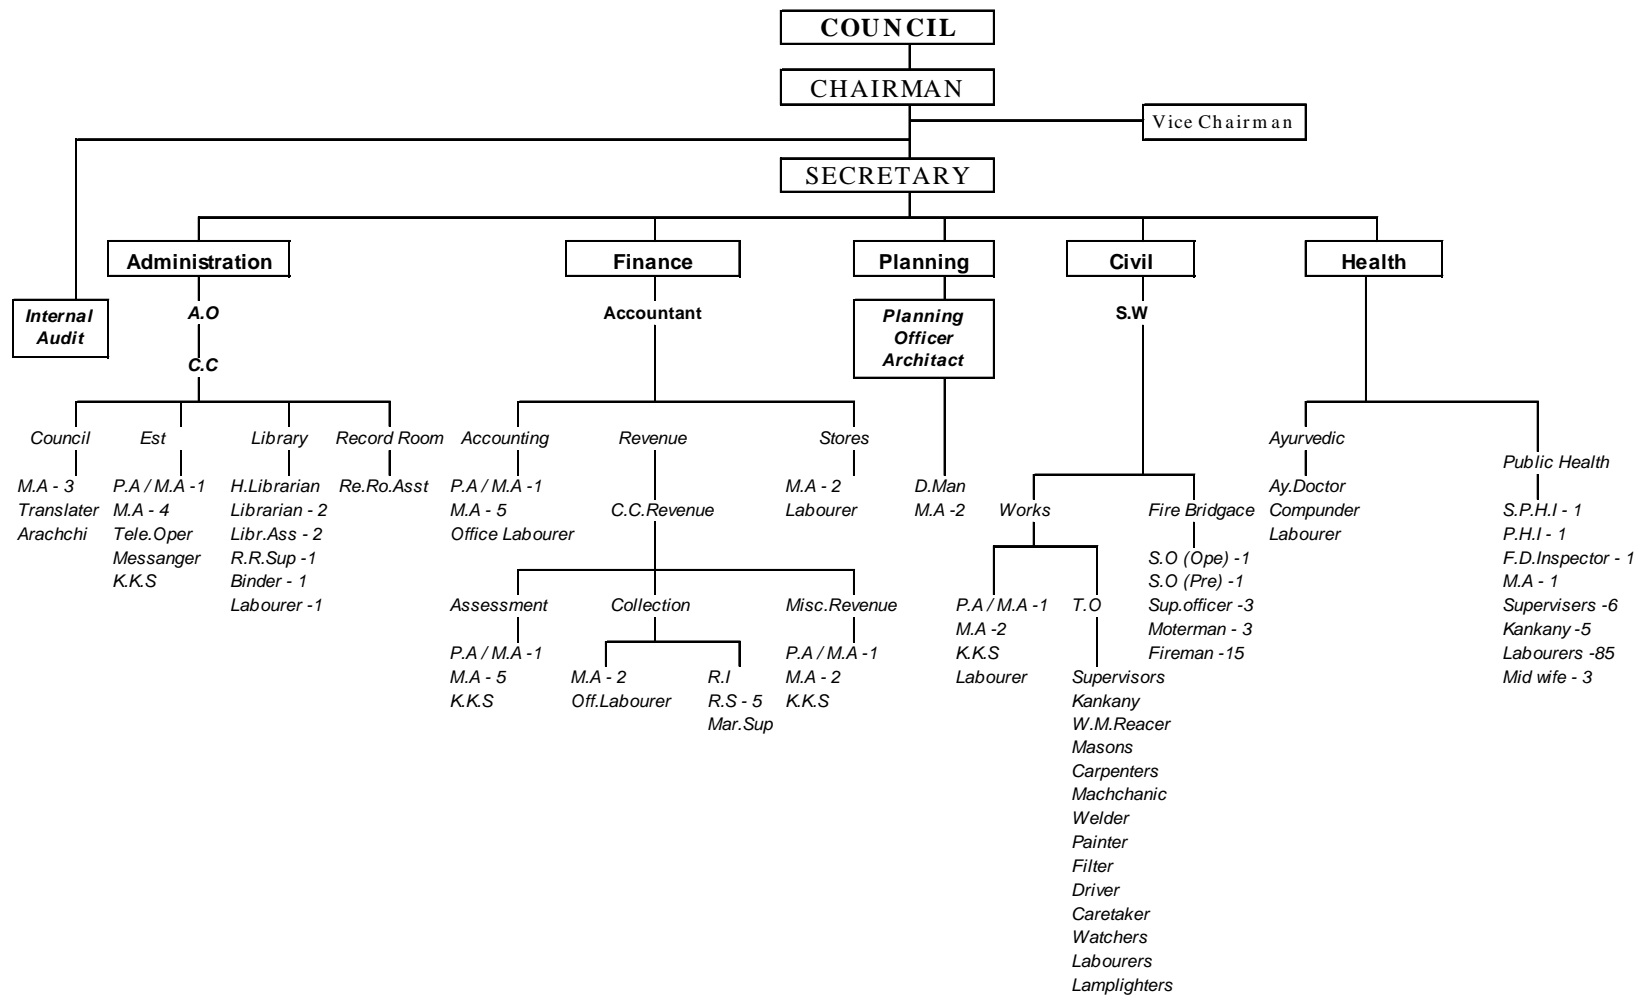 COUNCIL
CHAIRMAN
Vice Chairman
SECRETARY
Administration
Finance
Planning
Civil
Health
Internal
Audit
A.O
C.C
Accountant
Planning
Officer
Architact
S.W
Council
M.A - 3
Translater
Arachchi
Est
P.A / M.A -1
M.A - 4
Tele.Oper
Messanger
K.K.S
Library
H.Librarian
Librarian - 2
Libr.Ass - 2
R.R.Sup -1
Binder - 1
Labourer -1
Record Room
Re.Ro.Asst
Accounting
P.A / M.A -1
M.A - 5
Office Labourer
Revenue
C.C.Revenue
Assessment
P.A / M.A -1
M.A - 5
K.K.S
Collection
M.A - 2
Off.Labourer
R.I
R.S - 5
Mar.Sup
Misc.Revenue
P.A / M.A -1
M.A - 2
K.K.S
Stores
M.A - 2
Labourer
D.Man
M.A -2
Works
P.A / M.A -1
M.A -2
K.K.S
Labourer
T.O
Supervisors
Kankany
W.M.Reacer
Masons
Carpenters
Machchanic
Welder
Painter
Filter
Driver
Caretaker
Watchers
Labourers
Lamplighters
Fire Bridgace
S.O (Ope) -1
S.O (Pre) -1
Sup.officer -3
Moterman - 3
Fireman -15
Ayurvedic
Ay.Doctor
Compunder
Labourer
Public Health
S.P.H.I - 1
P.H.I - 1
F.D.Inspector - 1
M.A - 1
Supervisers -6
Kankany -5
Labourers -85
Mid wife - 3